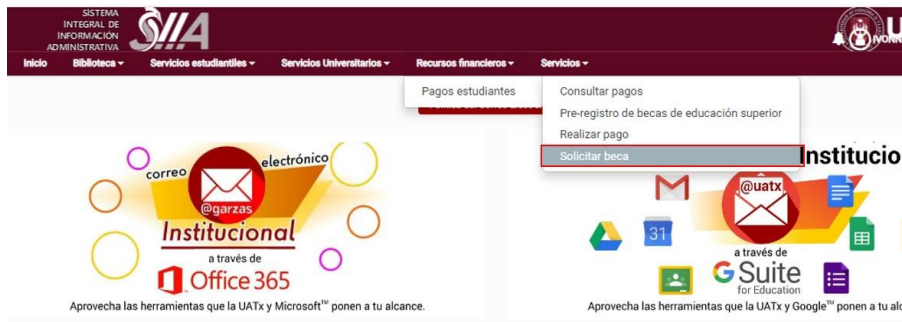 SISTEMA
INTEGRAL DE
INFORMACIÓN
ADMINISTRATIVA
SIIA
U
IVONN
Inicio Biblioteca Servicios estudiantiles Servicios Universitarios Recursos financieros Servicios
Pagos estudiantes
Consultar pagos
Pre-registro de becas de educación superior
Realizar pago
Solicitar beca
correo electrónico
@garzas
Institucional
a través de
Office 365
Aprovecha las herramientas que la UATx y Microsoft™ ponen a tu alcance.
Institucio
@uatx
31
a través de
G Suite
for Education
Aprovecha las herramientas que la UATx y Google™ ponen a tu alc